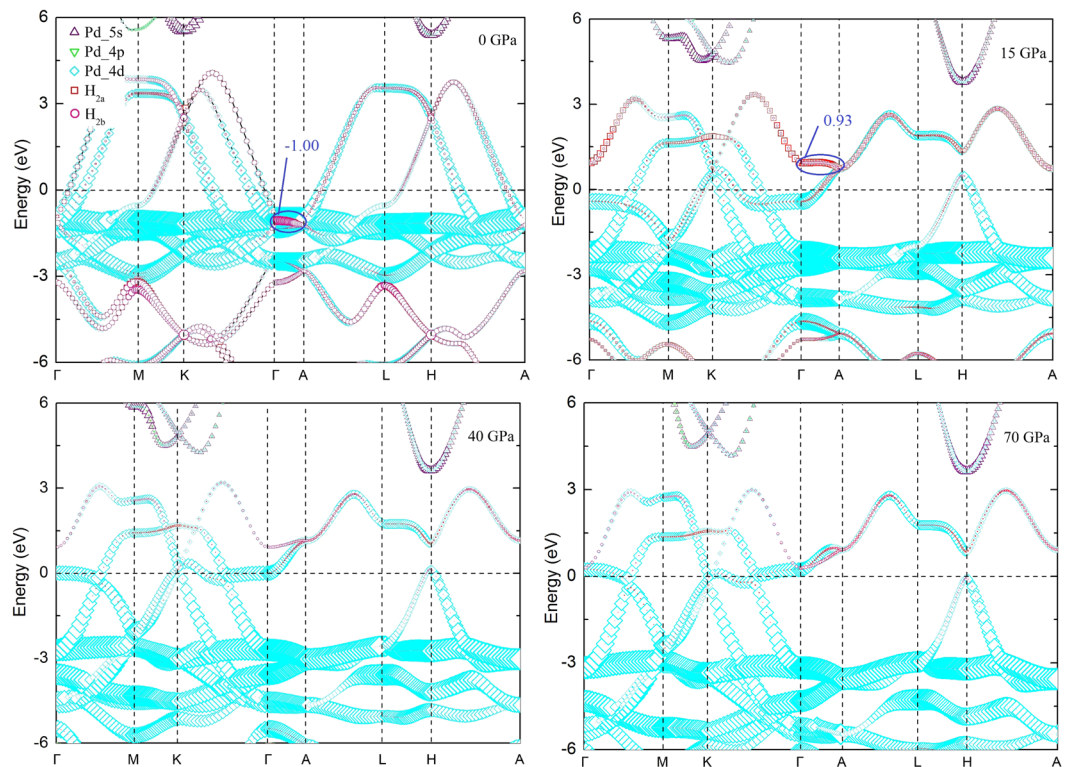 6
3
0
-3
-6
Energy (eV)
Pd_5s
Pd_4p
Pd_4d
H2a
H2b
0 GPa
-1.00
Γ M K Γ A L H A
6
3
0
-3
-6
Energy (eV)
15 GPa
0.93
Γ M K Γ A L H A
6
3
0
-3
-6
Energy (eV)
40 GPa
Γ M K Γ A L H A
6
3
0
-3
-6
Energy (eV)
70 GPa
Γ M K Γ A L H A